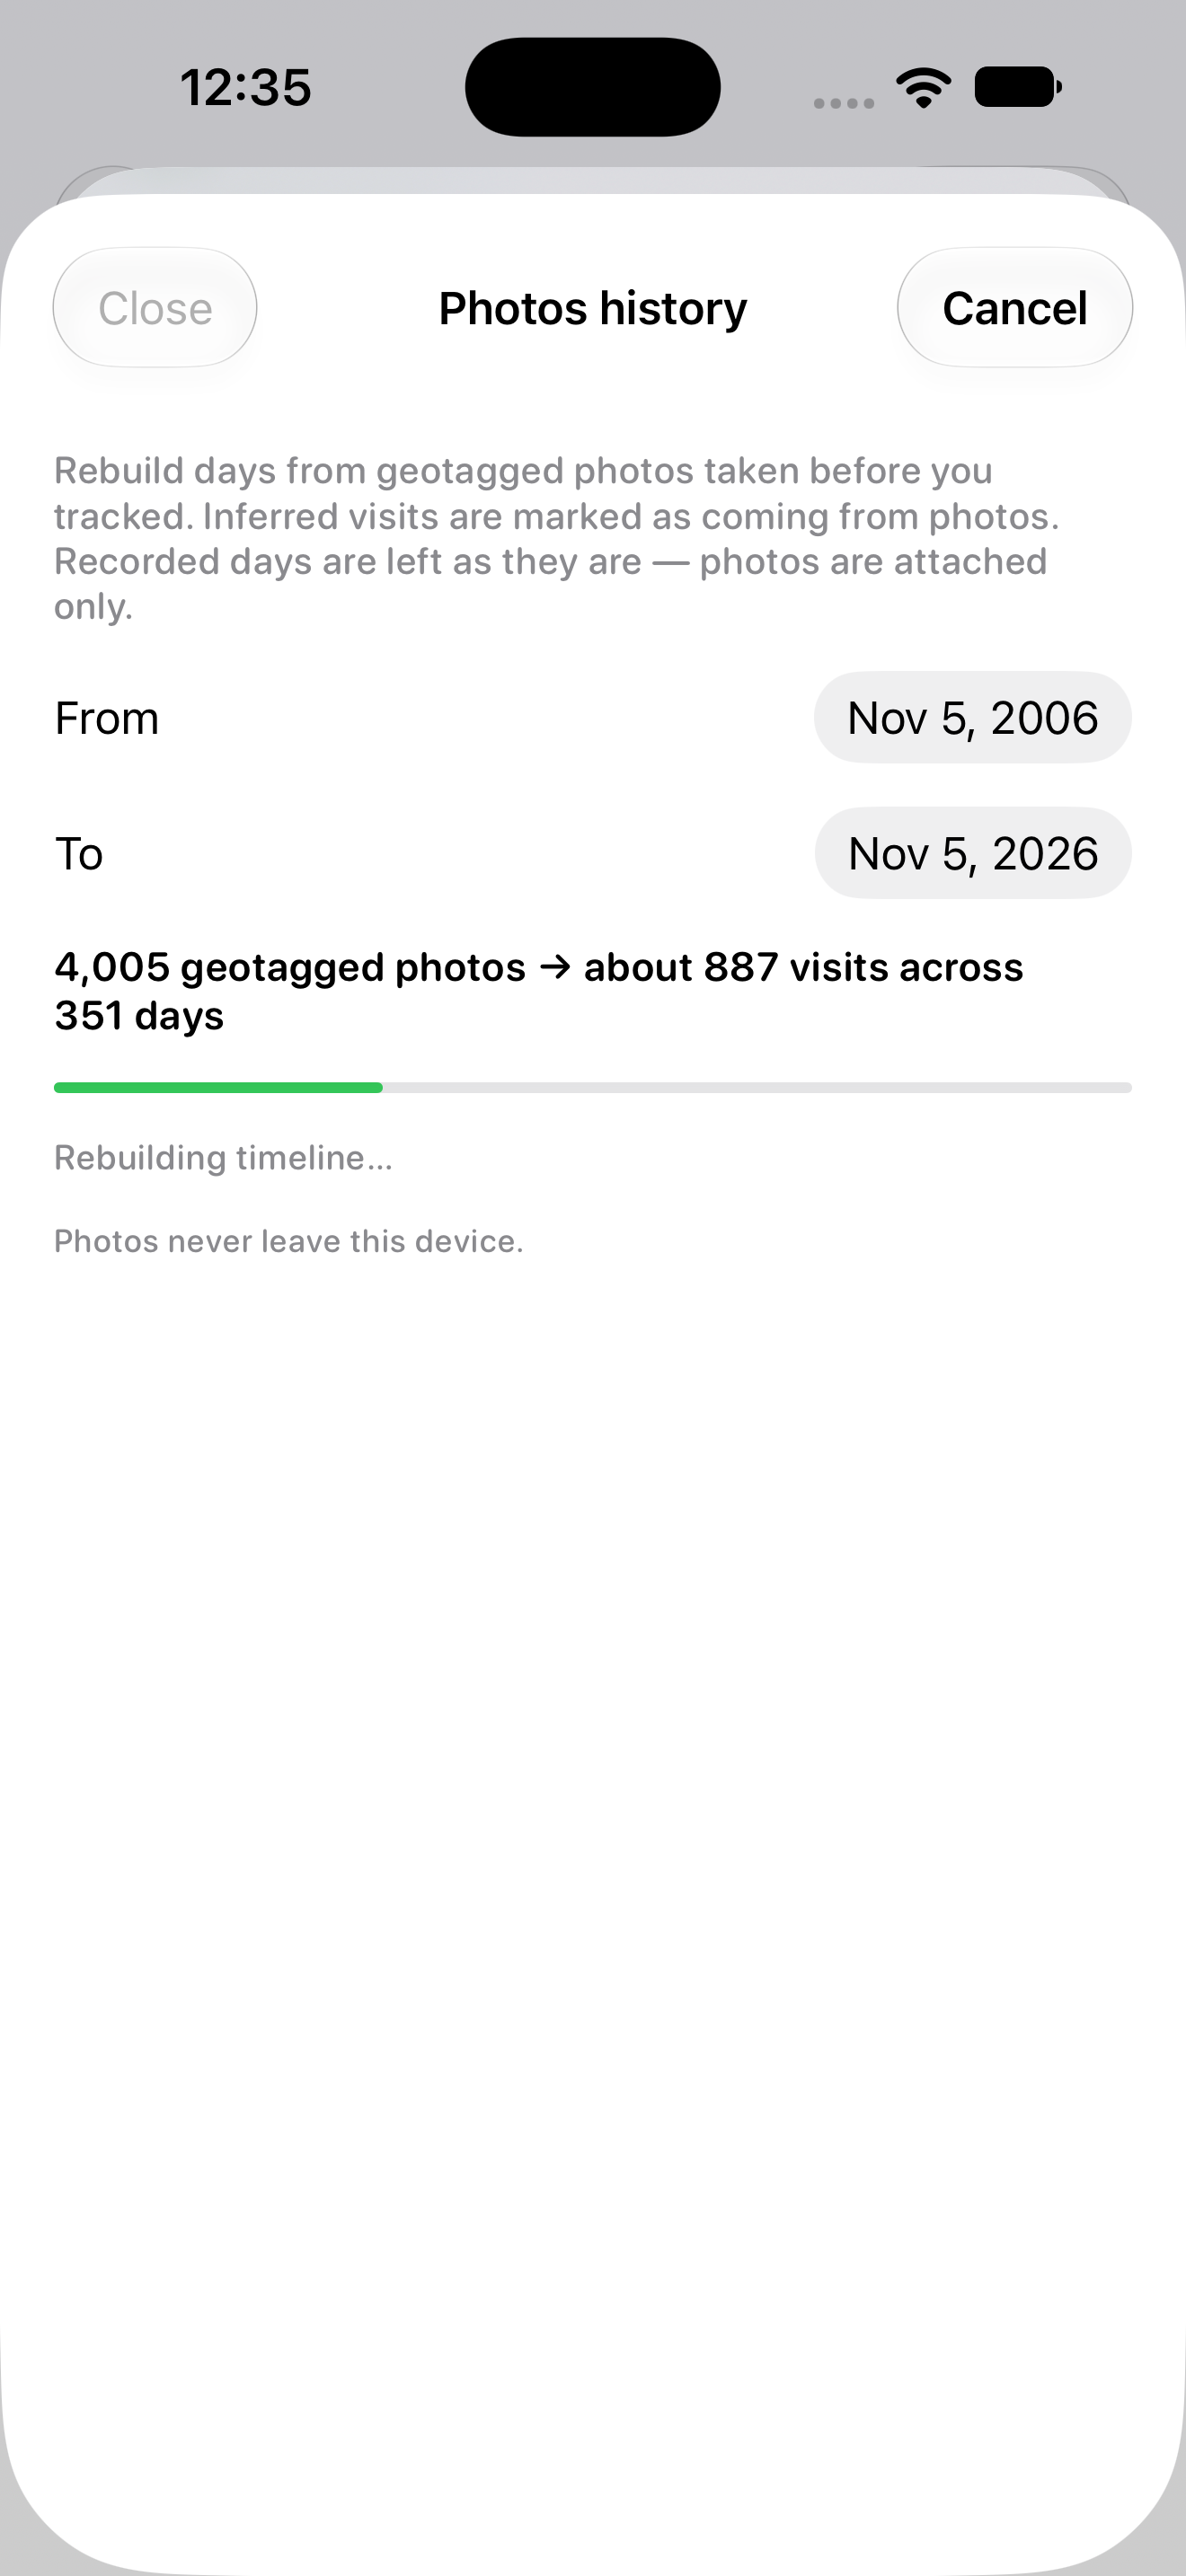 12:35
Close
Photos history
Cancel
Rebuild days from geotagged photos taken before you
tracked. Inferred visits are marked as coming from photos.
Recorded days are left as they are — photos are attached
only.
From
Nov 5, 2006
To
Nov 5, 2026
4,005 geotagged photos → about 887 visits across
351 days
Rebuilding timeline...
Photos never leave this device.